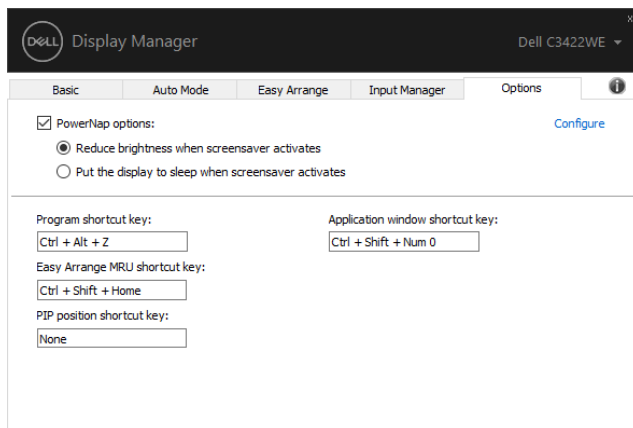 DELL Display Manager
Dell C3422WE
x
Basic
Auto Mode
Easy Arrange
Input Manager
Options
i
PowerNap options:
Configure
Reduce brightness when screensaver activates
Put the display to sleep when screensaver activates
Program shortcut key:
Application window shortcut key:
Ctrl + Alt + Z
Ctrl + Shift + Num 0
Easy Arrange MRU shortcut key:
Ctrl + Shift + Home
PIP position shortcut key:
None